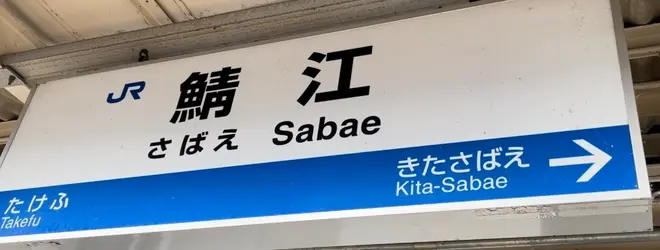 JR 鯖江
さばえ Sabae
たけふ
Takefu
きたさばえ
Kita-Sabae